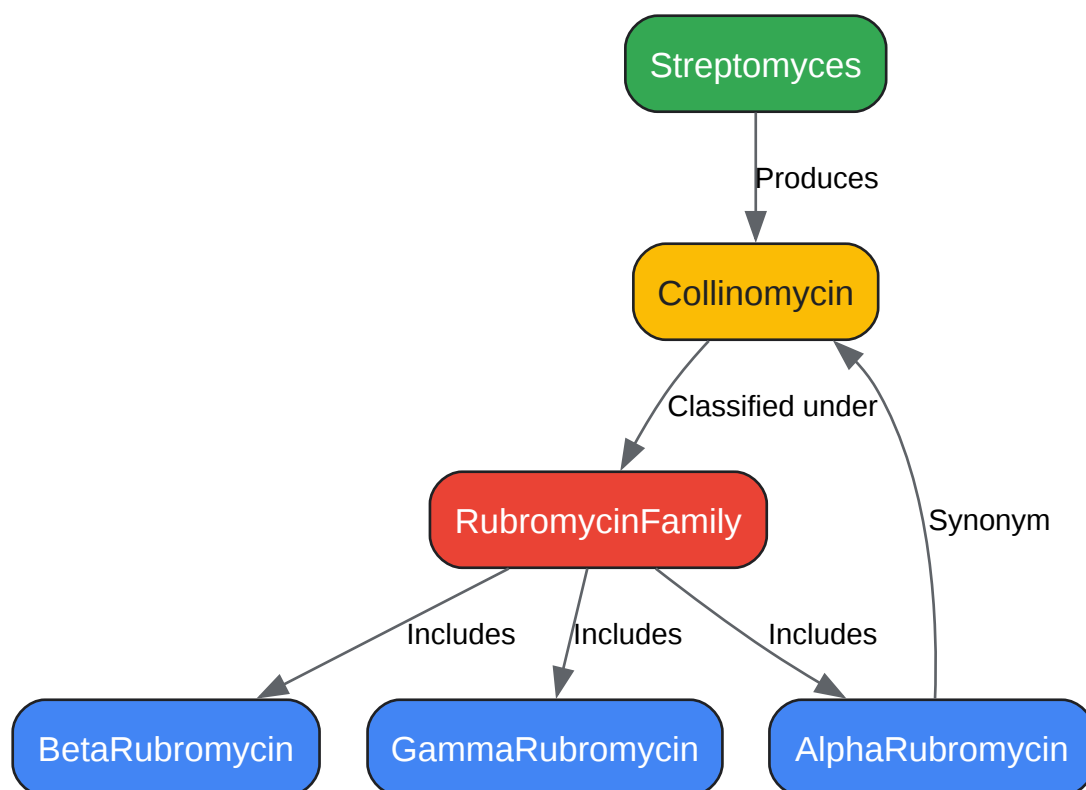 Streptomyces
Produces
Collinomycin
Classified under
RubromycinFamily
Synonym
Includes
Includes
Includes
BetaRubromycin
GammaRubromycin
AlphaRubromycin